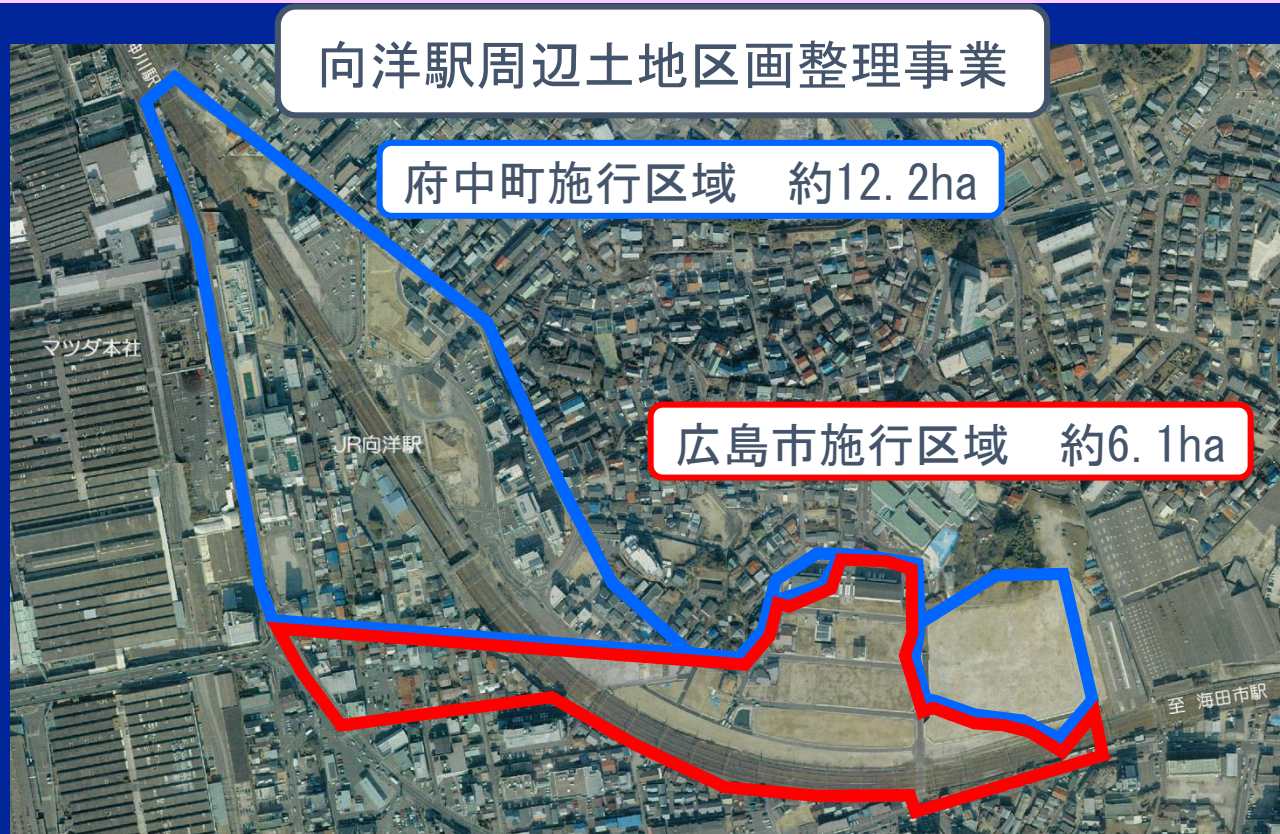 向洋駅周辺土地区画整理事業
府中町施行区域　約12.2ha
マツダ本社
JR向洋駅
広島市施行区域　約6.1ha
至 海田市駅